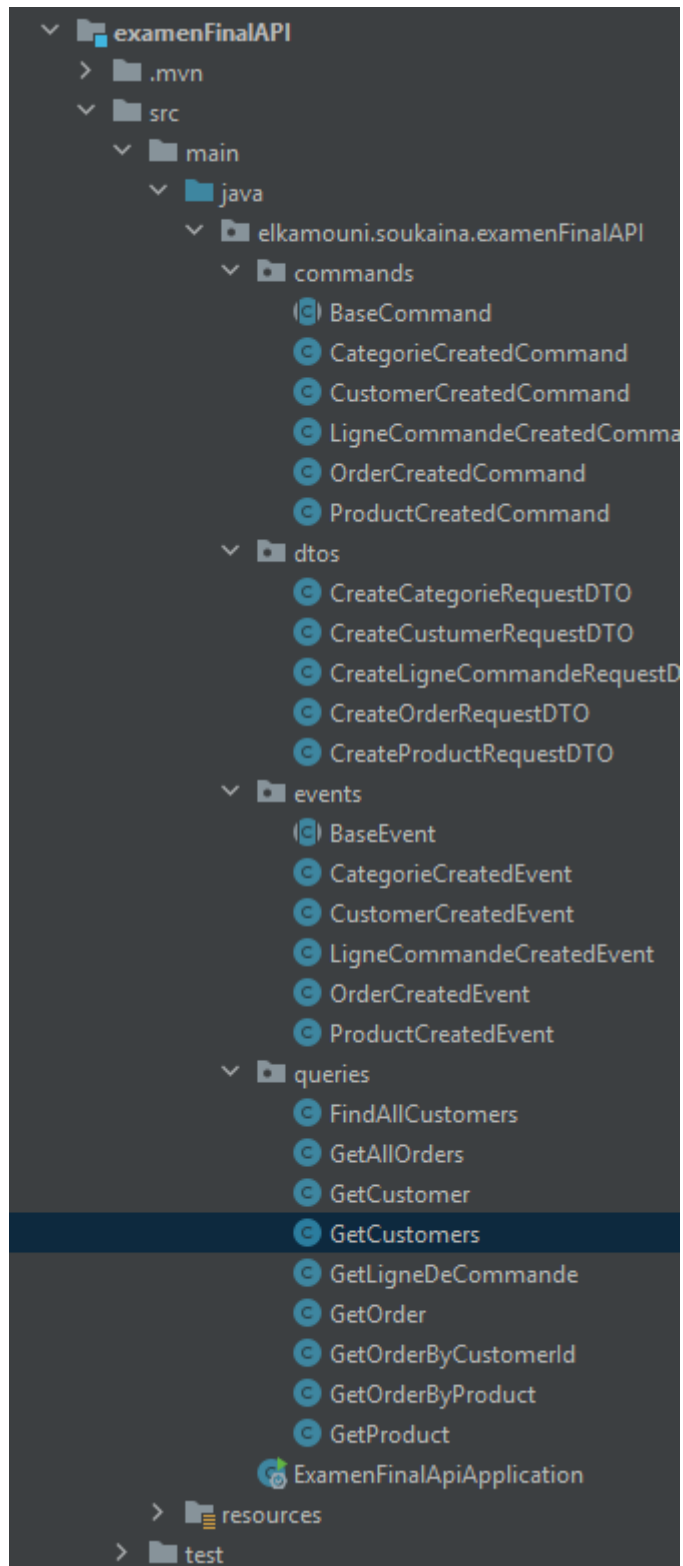 examenFinalAPI
.mvn
src
main
java
elkamouni.soukaina.examenFinalAPI
commands
BaseCommand
CategorieCreatedCommand
CustomerCreatedCommand
LigneCommandeCreatedComma
OrderCreatedCommand
ProductCreatedCommand
dtos
CreateCategorieRequestDTO
CreateCustumerRequestDTO
CreateLigneCommandeRequestD
CreateOrderRequestDTO
CreateProductRequestDTO
events
BaseEvent
CategorieCreatedEvent
CustomerCreatedEvent
LigneCommandeCreatedEvent
OrderCreatedEvent
ProductCreatedEvent
queries
FindAllCustomers
GetAllOrders
GetCustomer
GetCustomers
GetLigneDeCommande
GetOrder
GetOrderByCustomerId
GetOrderByProduct
GetProduct
ExamenFinalApiApplication
resources
test